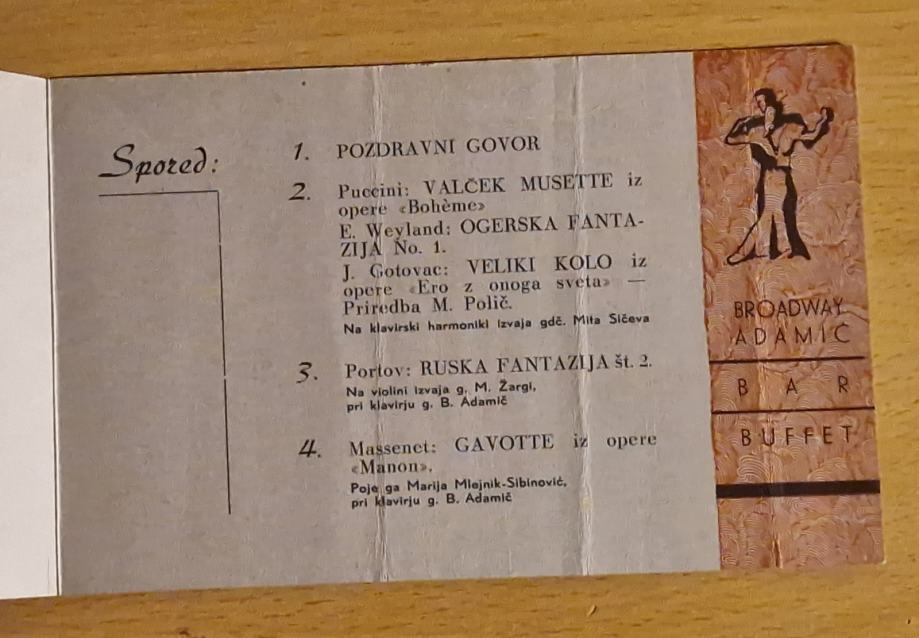 Spored:
1. POZDRAVNI GOVOR
2. Puccini: VALČEK MUSETTE iz
opere «Bohème»
E. Weyland: OGERSKA FANTA-
ZIJA No. 1.
J. Gotovac: VELIKI KOLO iz
opere «Ero z onoga sveta» —
Priredba M. Polič.
Na klavirski harmoniki izvaja gdč. Mita Sičeva
3. Portov: RUSKA FANTAZIJA št. 2.
Na violini izvaja g. M. Žargi,
pri klavirju g. B. Adamič
4. Massenet: GAVOTTE iz opere
«Manon».
Poje ga Marija Mlejnik-Sibinović,
pri klavirju g. B. Adamič
BROADWAY
ADAMIČ
BAR
BUFFET